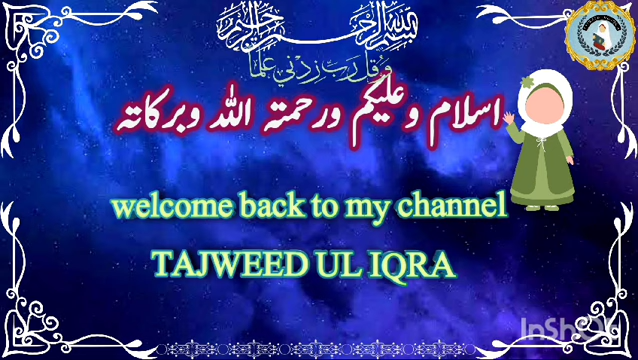 بسم الله الرحمن الرحيم
وقل رب زدني علما
اسلام وعلیکم ورحمتہ اللہ وبرکاتہ
welcome back to my channel
TAJWEED UL IQRA
InShOt